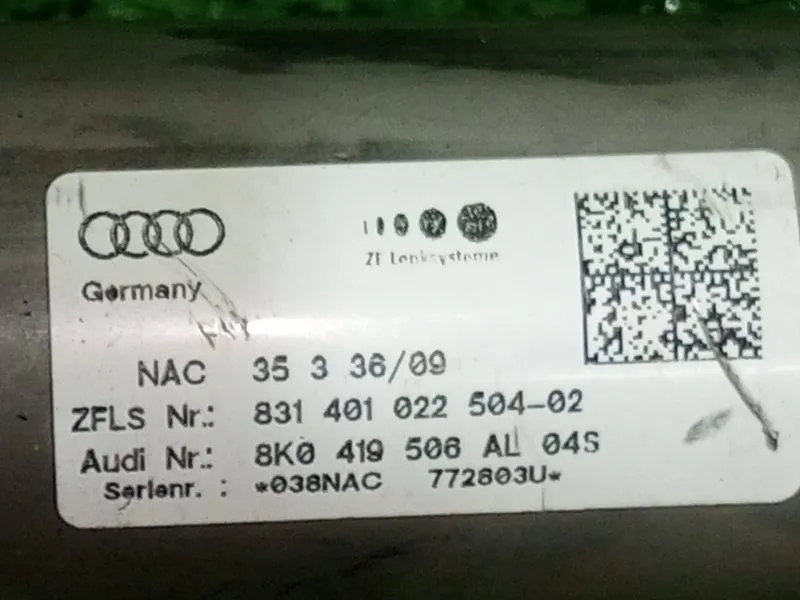 Germany
ZF Lenksysteme
NAC 35 3 36/09
ZFLS Nr.: 831 401 022 504-02
Audi Nr.: 8K0 419 506 AL 04S
Serienr. : *038NAC 772803U*